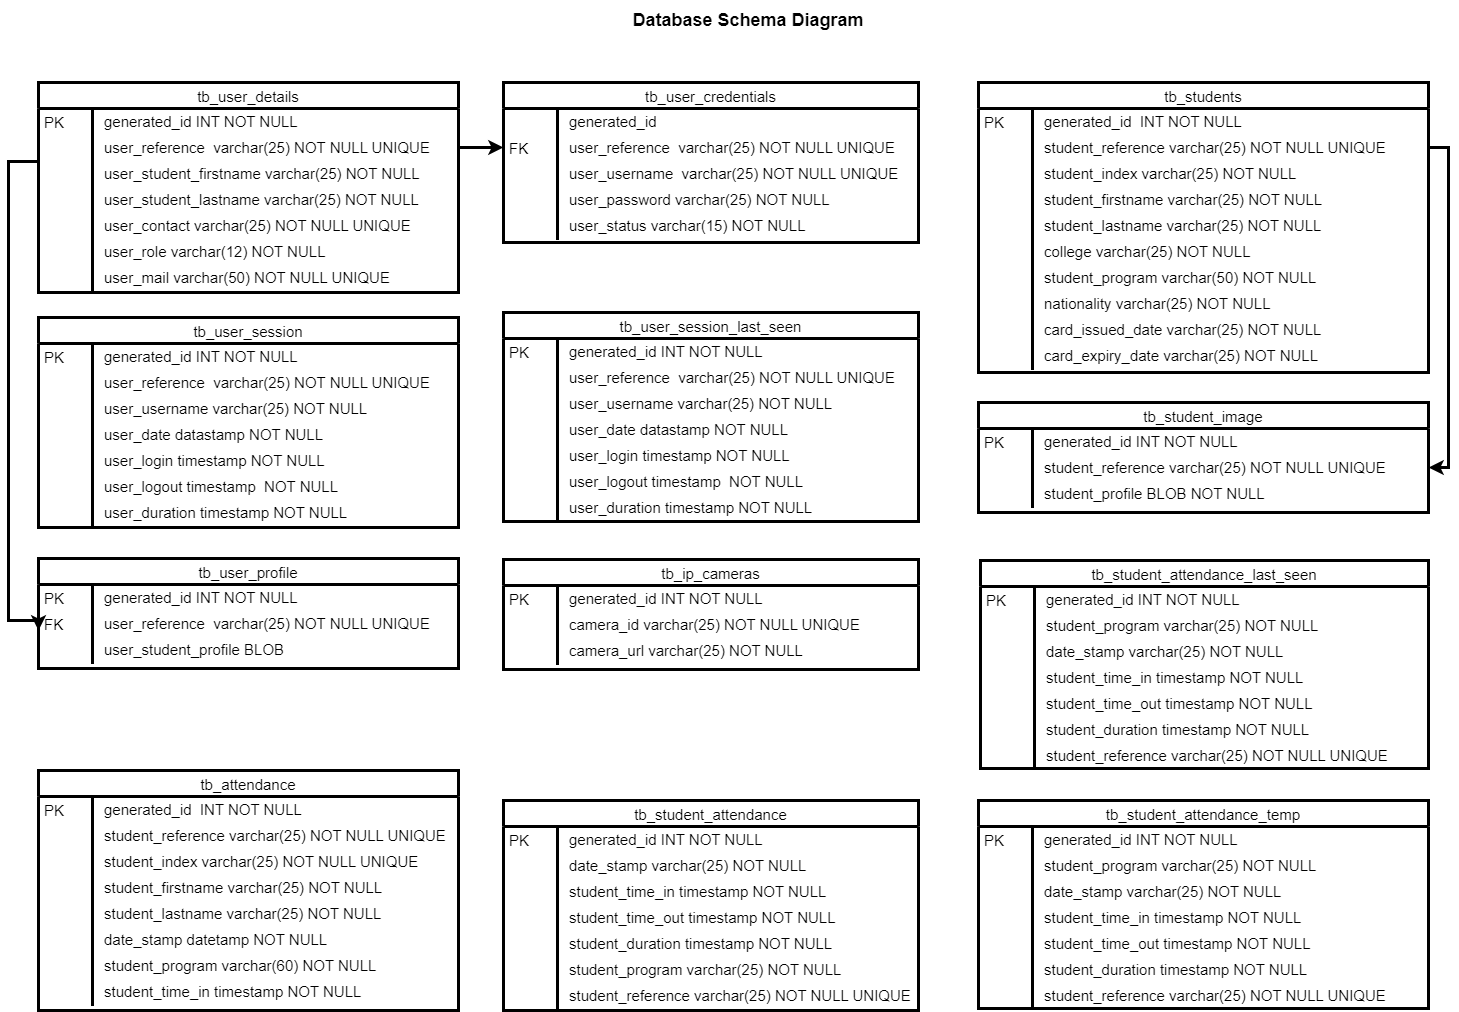 Database Schema Diagram
tb_user_details
PK generated_id INT NOT NULL
user_reference varchar(25) NOT NULL UNIQUE
user_student_firstname varchar(25) NOT NULL
user_student_lastname varchar(25) NOT NULL
user_contact varchar(25) NOT NULL UNIQUE
user_role varchar(12) NOT NULL
user_mail varchar(50) NOT NULL UNIQUE
tb_user_credentials
generated_id
FK user_reference varchar(25) NOT NULL UNIQUE
user_username varchar(25) NOT NULL UNIQUE
user_password varchar(25) NOT NULL
user_status varchar(15) NOT NULL
tb_students
PK generated_id INT NOT NULL
student_reference varchar(25) NOT NULL UNIQUE
student_index varchar(25) NOT NULL
student_firstname varchar(25) NOT NULL
student_lastname varchar(25) NOT NULL
college varchar(25) NOT NULL
student_program varchar(50) NOT NULL
nationality varchar(25) NOT NULL
card_issued_date varchar(25) NOT NULL
card_expiry_date varchar(25) NOT NULL
tb_user_session
PK generated_id INT NOT NULL
user_reference varchar(25) NOT NULL UNIQUE
user_username varchar(25) NOT NULL
user_date datastamp NOT NULL
user_login timestamp NOT NULL
user_logout timestamp NOT NULL
user_duration timestamp NOT NULL
tb_user_session_last_seen
PK generated_id INT NOT NULL
user_reference varchar(25) NOT NULL UNIQUE
user_username varchar(25) NOT NULL
user_date datastamp NOT NULL
user_login timestamp NOT NULL
user_logout timestamp NOT NULL
user_duration timestamp NOT NULL
tb_student_image
PK generated_id INT NOT NULL
student_reference varchar(25) NOT NULL UNIQUE
student_profile BLOB NOT NULL
tb_user_profile
PK generated_id INT NOT NULL
FK user_reference varchar(25) NOT NULL UNIQUE
user_student_profile BLOB
tb_ip_cameras
PK generated_id INT NOT NULL
camera_id varchar(25) NOT NULL UNIQUE
camera_url varchar(25) NOT NULL
tb_student_attendance_last_seen
PK generated_id INT NOT NULL
student_program varchar(25) NOT NULL
date_stamp varchar(25) NOT NULL
student_time_in timestamp NOT NULL
student_time_out timestamp NOT NULL
student_duration timestamp NOT NULL
student_reference varchar(25) NOT NULL UNIQUE
tb_attendance
PK generated_id INT NOT NULL
student_reference varchar(25) NOT NULL UNIQUE
student_index varchar(25) NOT NULL UNIQUE
student_firstname varchar(25) NOT NULL
student_lastname varchar(25) NOT NULL
date_stamp datetamp NOT NULL
student_program varchar(60) NOT NULL
student_time_in timestamp NOT NULL
tb_student_attendance
PK generated_id INT NOT NULL
date_stamp varchar(25) NOT NULL
student_time_in timestamp NOT NULL
student_time_out timestamp NOT NULL
student_duration timestamp NOT NULL
student_program varchar(25) NOT NULL
student_reference varchar(25) NOT NULL UNIQUE
tb_student_attendance_temp
PK generated_id INT NOT NULL
student_program varchar(25) NOT NULL
date_stamp varchar(25) NOT NULL
student_time_in timestamp NOT NULL
student_time_out timestamp NOT NULL
student_duration timestamp NOT NULL
student_reference varchar(25) NOT NULL UNIQUE